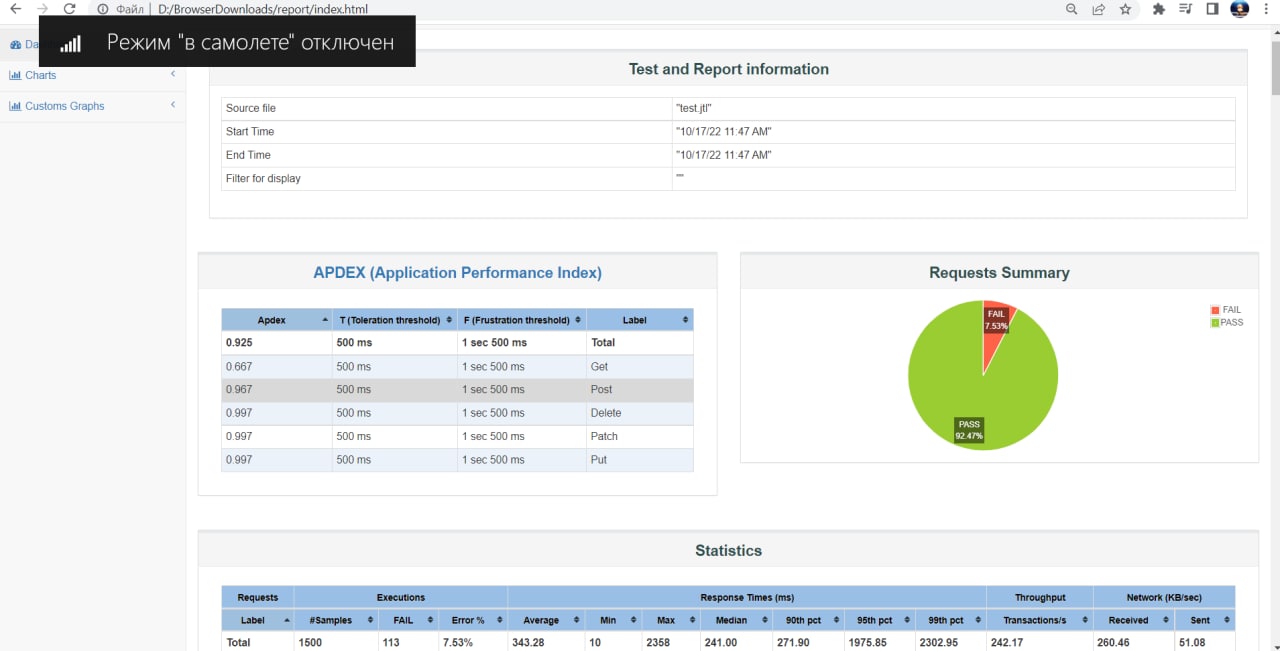 Файл | D:/BrowserDownloads/report/index.html
Режим "в самолете" отключен
Charts
Customs Graphs
Test and Report information
Source file "test.jtl"
Start Time "10/17/22 11:47 AM"
End Time "10/17/22 11:47 AM"
Filter for display ""
APDEX (Application Performance Index)
Apdex T (Toleration threshold) F (Frustration threshold) Label
0.925 500 ms 1 sec 500 ms Total
0.667 500 ms 1 sec 500 ms Get
0.967 500 ms 1 sec 500 ms Post
0.997 500 ms 1 sec 500 ms Delete
0.997 500 ms 1 sec 500 ms Patch
0.997 500 ms 1 sec 500 ms Put
Requests Summary
FAIL
7.53%
PASS
92.47%
FAIL
PASS
Statistics
Requests Executions Response Times (ms) Throughput Network (KB/sec)
Label #Samples FAIL Error % Average Min Max Median 90th pct 95th pct 99th pct Transactions/s Received Sent
Total 1500 113 7.53% 343.28 10 2358 241.00 271.90 1975.85 2302.95 242.17 260.46 51.08